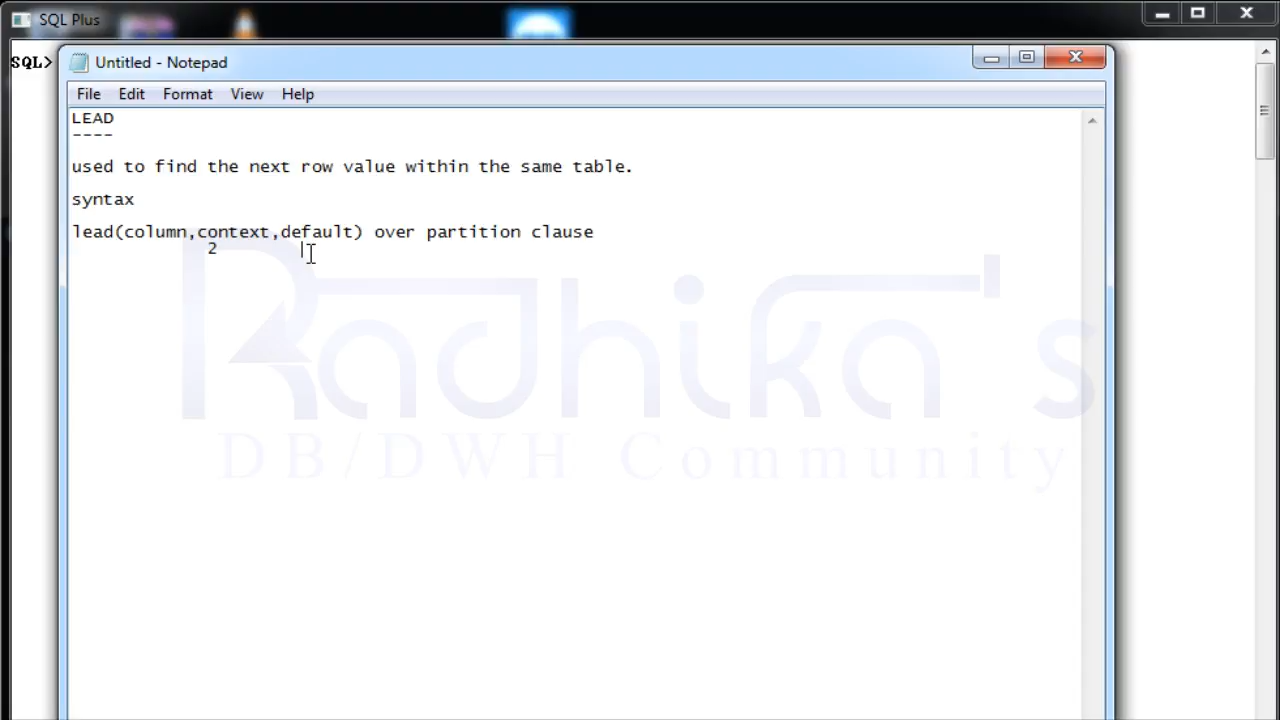 SQL Plus
SQL>
Untitled - Notepad
File Edit Format View Help
LEAD
----
used to find the next row value within the same table.
syntax
lead(column,context,default) over partition clause
2
Radhika's
DB/DWH Community